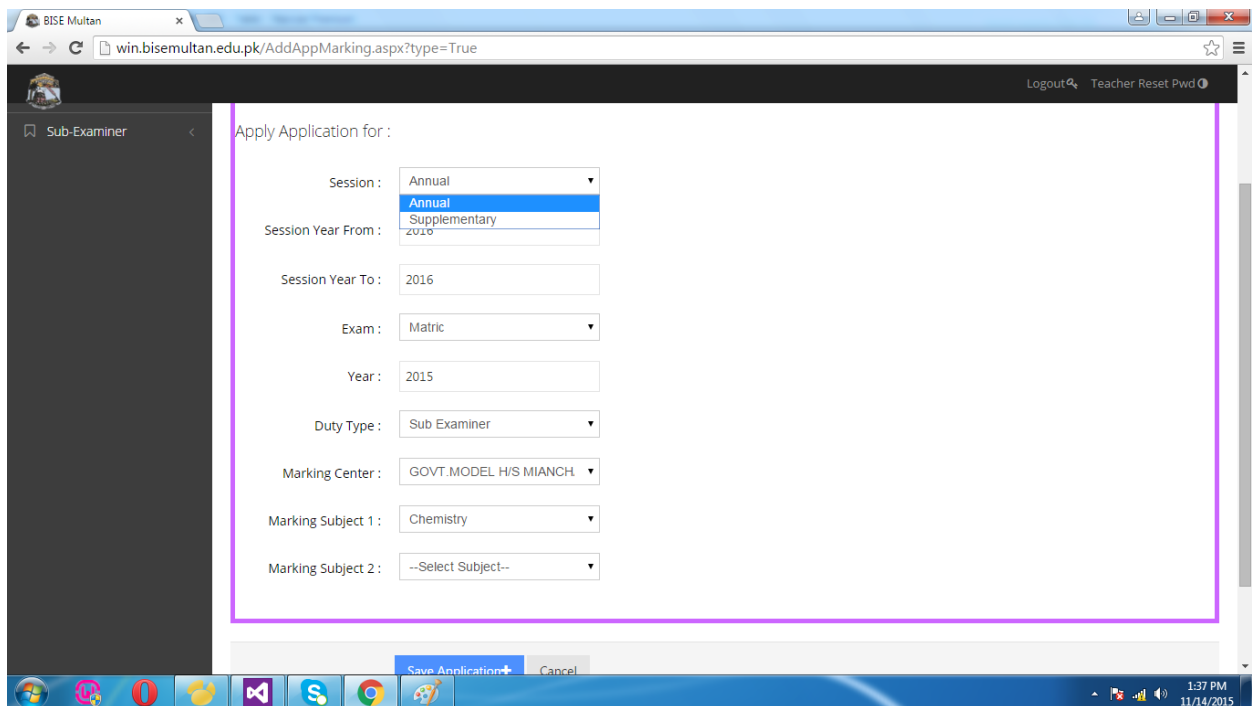 BISE Multan
win.bisemultan.edu.pk/AddAppMarking.aspx?type=True
Logout Teacher Reset Pwd
Sub-Examiner
Apply Application for :
Session : Annual
Annual
Supplementary
Session Year From : 2016
Session Year To : 2016
Exam : Matric
Year : 2015
Duty Type : Sub Examiner
Marking Center : GOVT.MODEL H/S MIANCH
Marking Subject 1 : Chemistry
Marking Subject 2 : --Select Subject--
Save Application Cancel
1:37 PM
11/14/2015